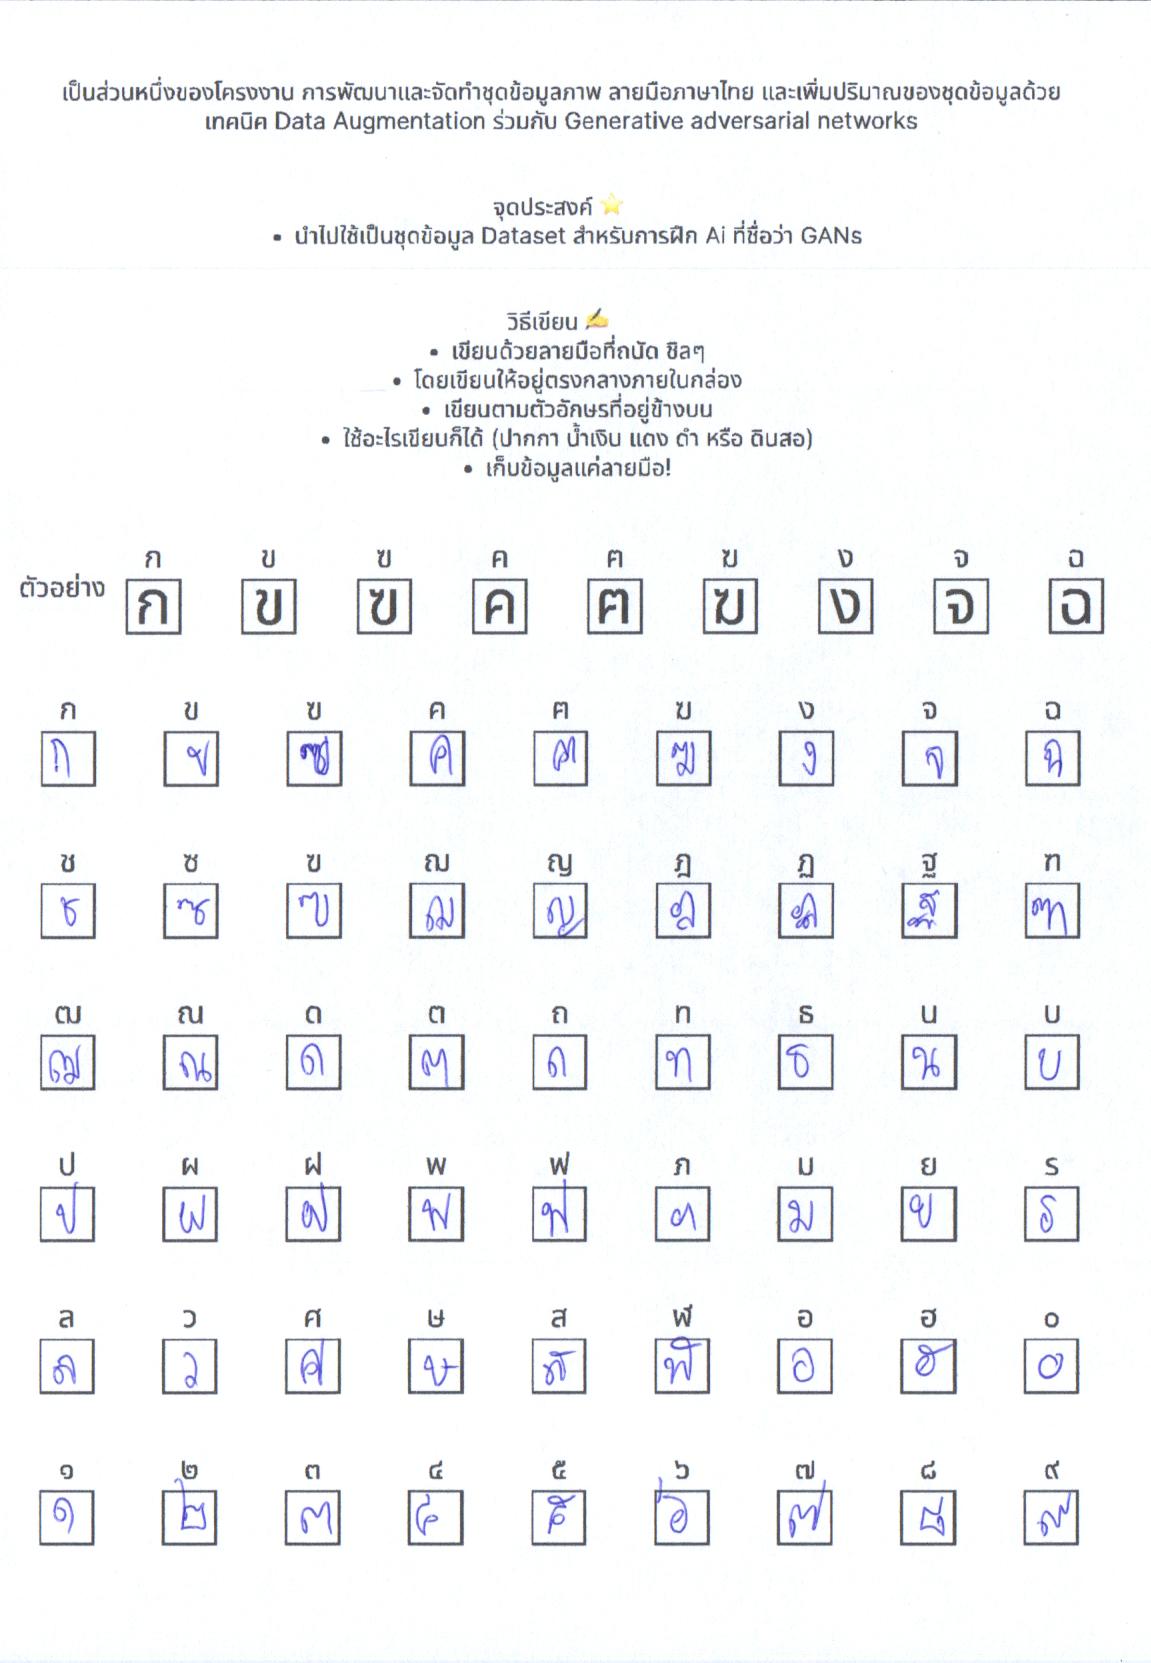 เป็นส่วนหนึ่งของโครงงาน การพัฒนาและจัดทำชุดข้อมูลภาพ ลายมือภาษาไทย และเพิ่มปริมาณของชุดข้อมูลด้วย
เทคนิค Data Augmentation ร่วมกับ Generative adversarial networks
จุดประสงค์ ⭐
• นำไปใช้เป็นชุดข้อมูล Dataset สำหรับการฝึก Ai ที่ชื่อว่า GANs
วิธีเขียน ✍️
• เขียนด้วยลายมือที่ถนัด ชิลๆ
• โดยเขียนให้อยู่ตรงกลางภายในกล่อง
• เขียนตามตัวอักษรที่อยู่ข้างบน
• ใช้อะไรเขียนก็ได้ (ปากกา น้ำเงิน แดง ดำ หรือ ดินสอ)
• เก็บข้อมูลแค่ลายมือ!
ก ข ฃ ค ฅ ฆ ง จ ฉ
ตัวอย่าง ก ข ฃ ค ฅ ฆ ง จ ฉ
ก ข ฃ ค ฅ ฆ ง จ ฉ
ก ข ฃ ค ฅ ฆ ง จ ฉ
ช ซ ฃ ฌ ญ ฎ ฏ ฐ ฑ
ช ซ ฃ ฌ ญ ฎ ฏ ฐ ฑ
ฒ ณ ด ต ถ ท ธ น บ
ฒ ณ ด ต ถ ท ธ น บ
ป ผ ฝ พ ฟ ภ ม ย ร
ป ผ ฝ พ ฟ ภ ม ย ร
ล ว ศ ษ ส ฬ อ ฮ ๐
ล ว ศ ษ ส ฬ อ ฮ ๐
๑ ๒ ๓ ๔ ๕ ๖ ๗ ๘ ๙
๑ ๒ ๓ ๔ ๕ ๖ ๗ ๘ ๙